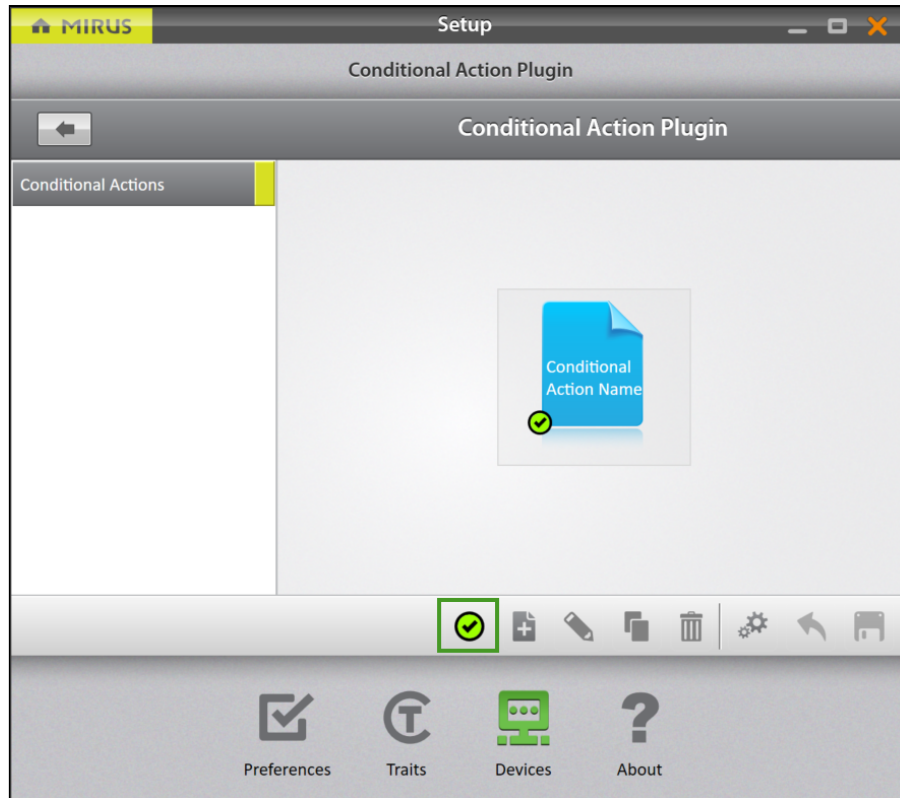 MIRUS
Setup
Conditional Action Plugin
Conditional Action Plugin
Conditional Actions
Conditional
Action Name
Preferences
Traits
Devices
About